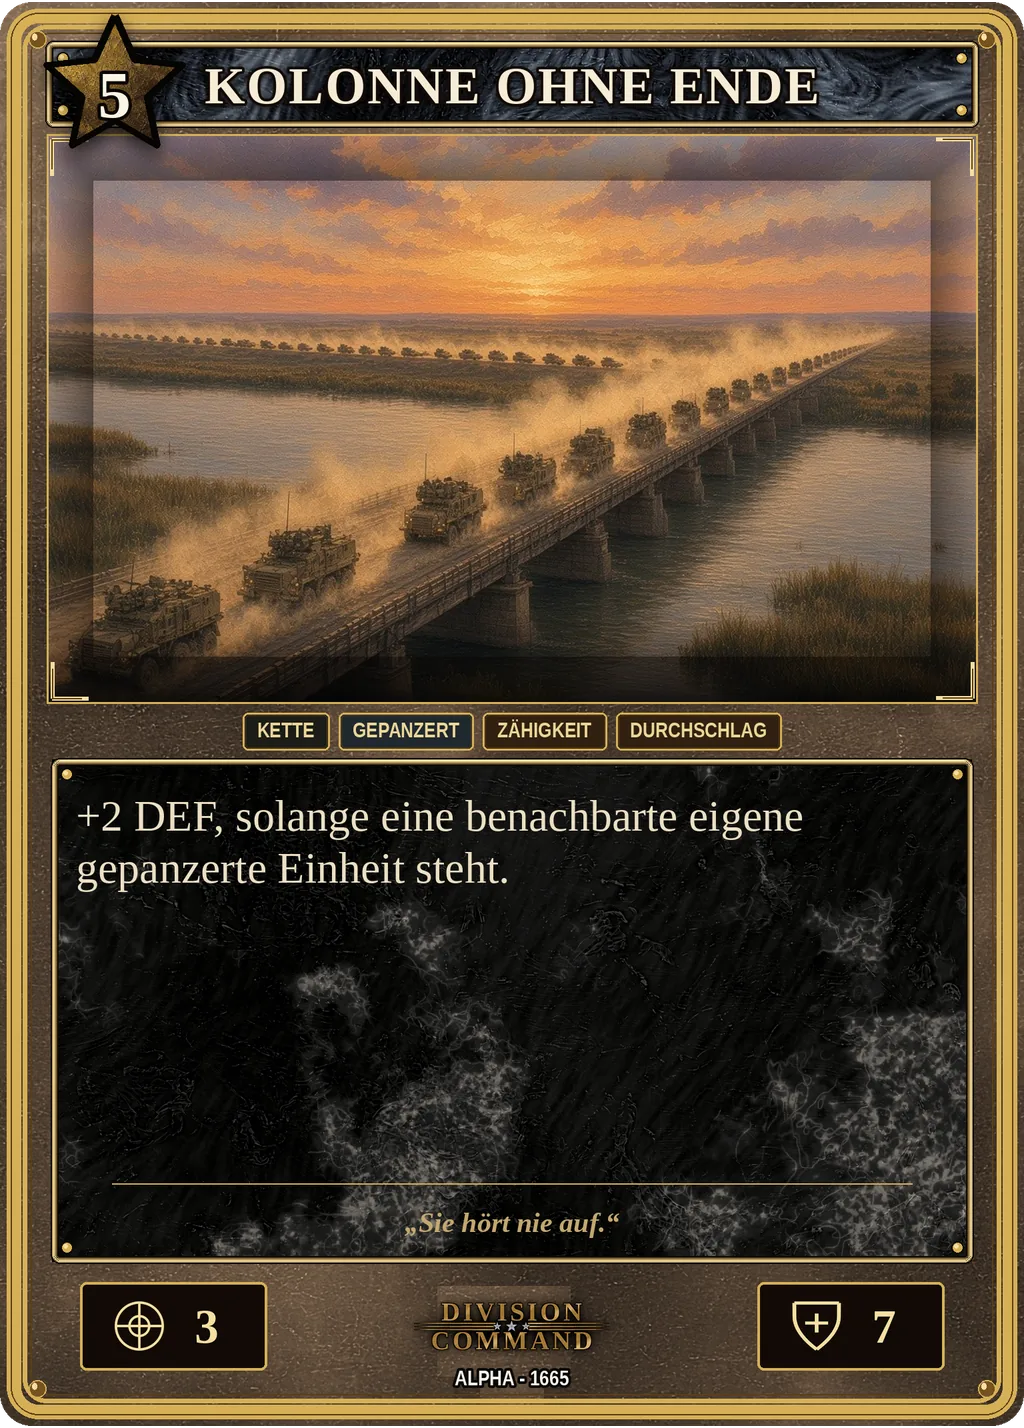 5
KOLONNE OHNE ENDE
KETTE GEPANZERT ZÄHIGKEIT DURCHSCHLAG
+2 DEF, solange eine benachbarte eigene
gepanzerte Einheit steht.
„Sie hört nie auf.“
3
DIVISION
COMMAND
ALPHA - 1665
7